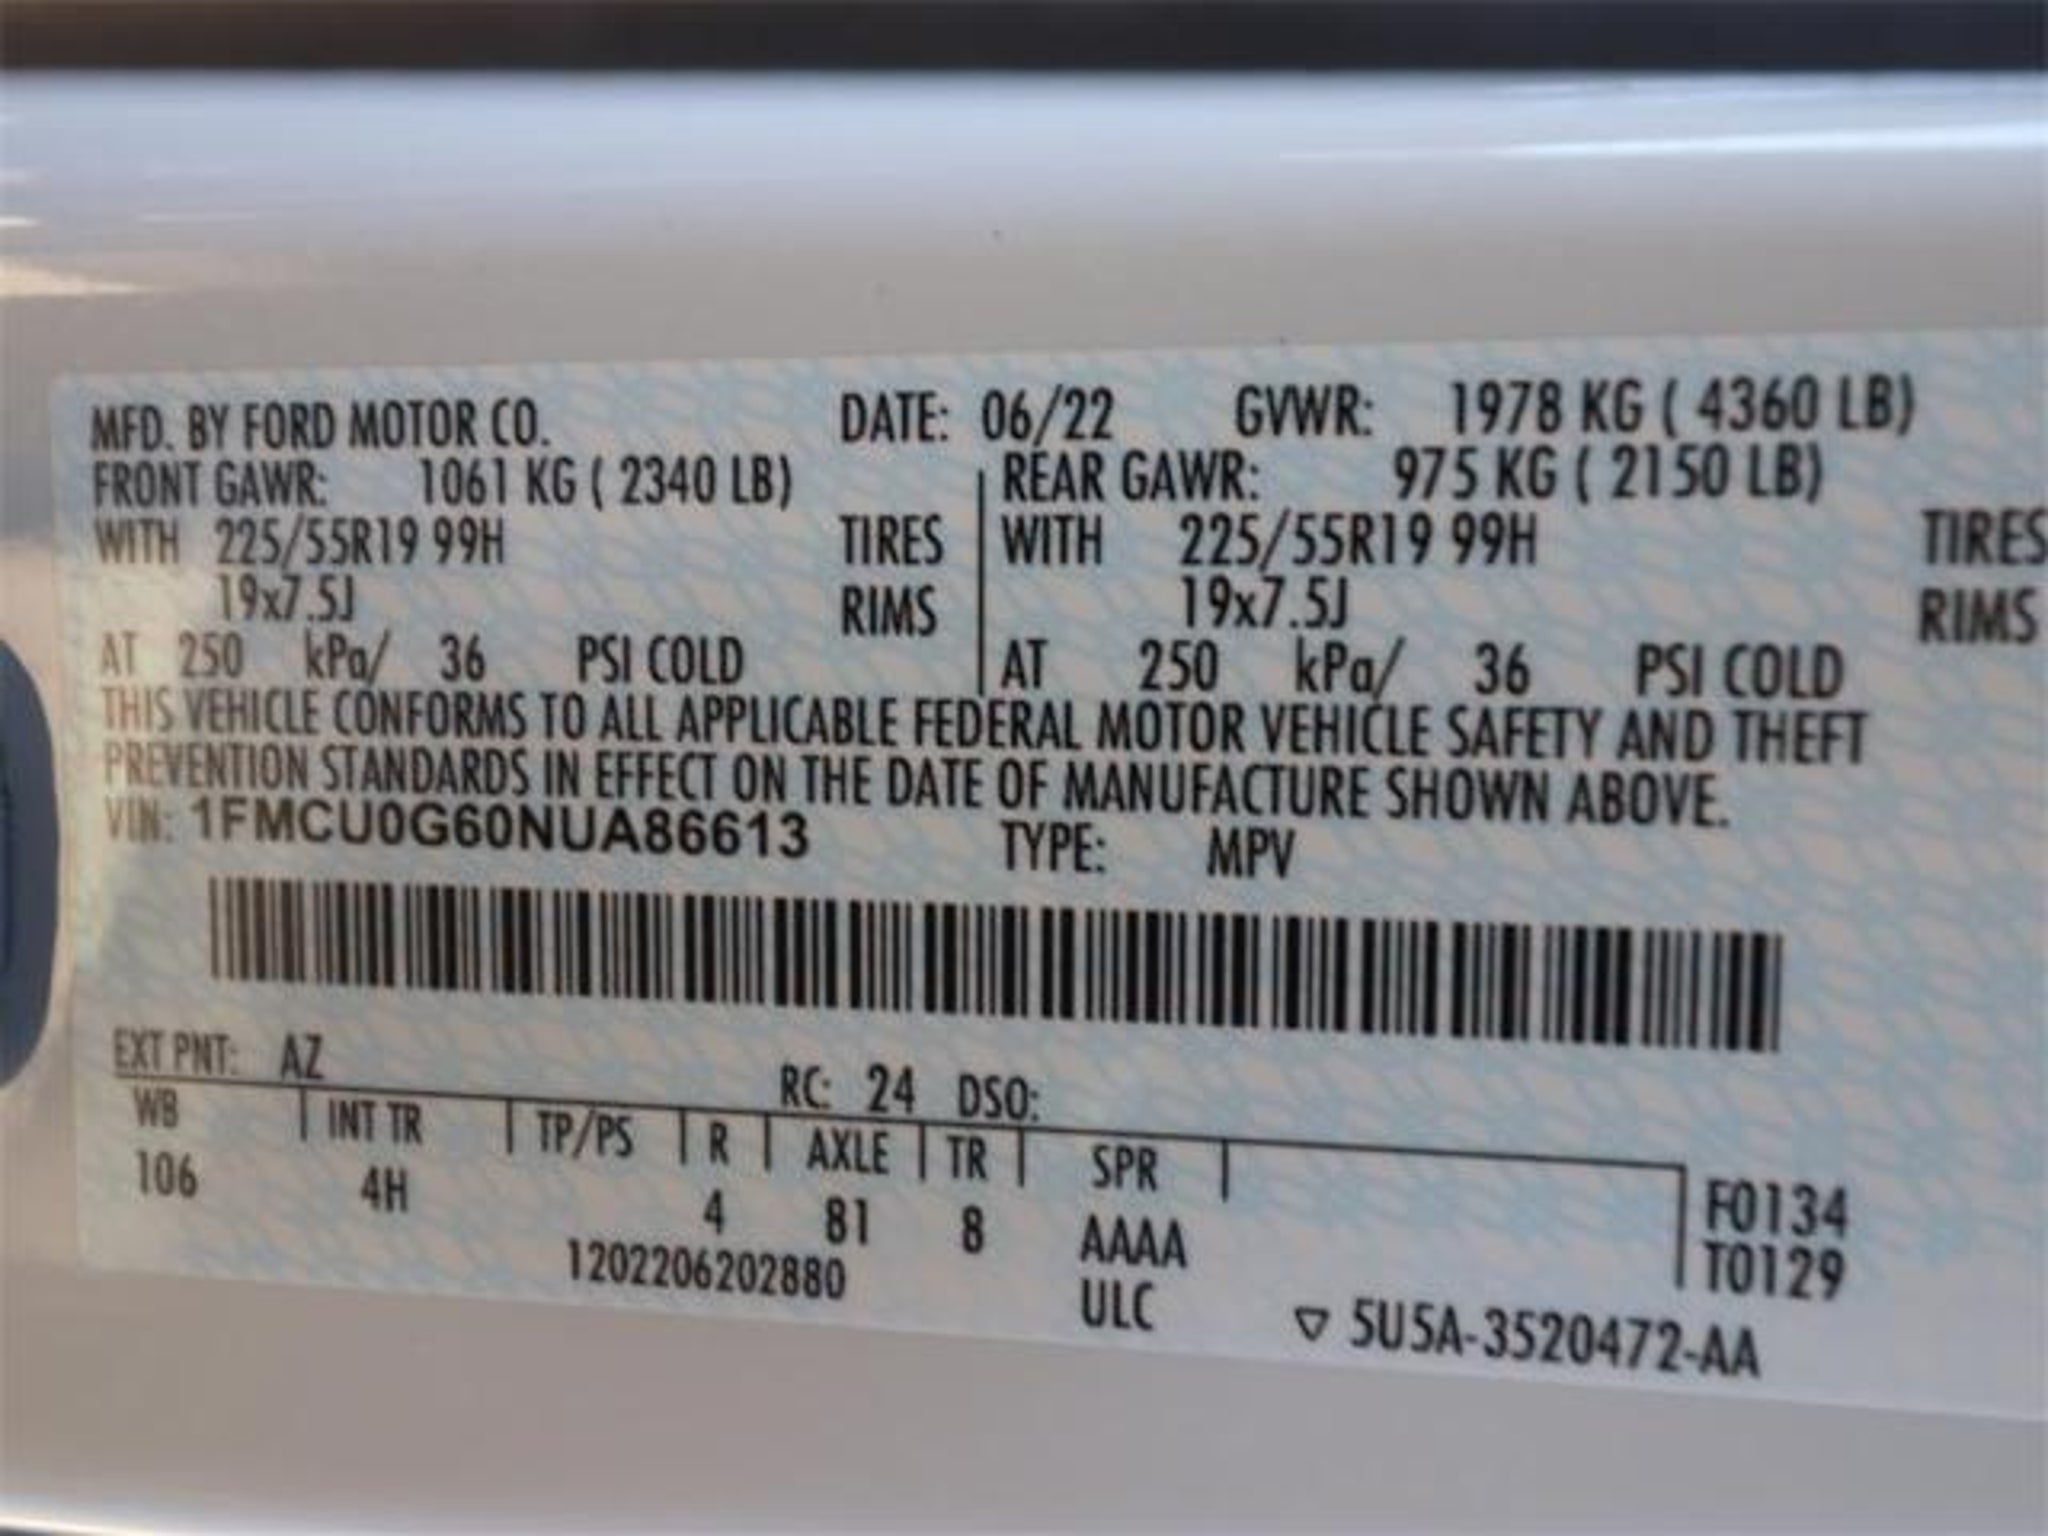 MFD. BY FORD MOTOR CO. DATE: 06/22 GVWR: 1978 KG ( 4360 LB)
FRONT GAWR: 1061 KG ( 2340 LB) REAR GAWR: 975 KG ( 2150 LB)
WITH 225/55R19 99H TIRES WITH 225/55R19 99H TIRES
19x7.5J RIMS 19x7.5J RIMS
AT 250 kPa/ 36 PSI COLD AT 250 kPa/ 36 PSI COLD
THIS VEHICLE CONFORMS TO ALL APPLICABLE FEDERAL MOTOR VEHICLE SAFETY AND THEFT
PREVENTION STANDARDS IN EFFECT ON THE DATE OF MANUFACTURE SHOWN ABOVE.
VIN: 1FMCU0G60NUA86613 TYPE: MPV
EXT PNT: AZ RC: 24 DSO:
WB INT TR TP/PS R AXLE TR SPR
106 4H 4 81 8 AAAA F0134
1202206202880 ULC T0129
▽ 5U5A-3520472-AA